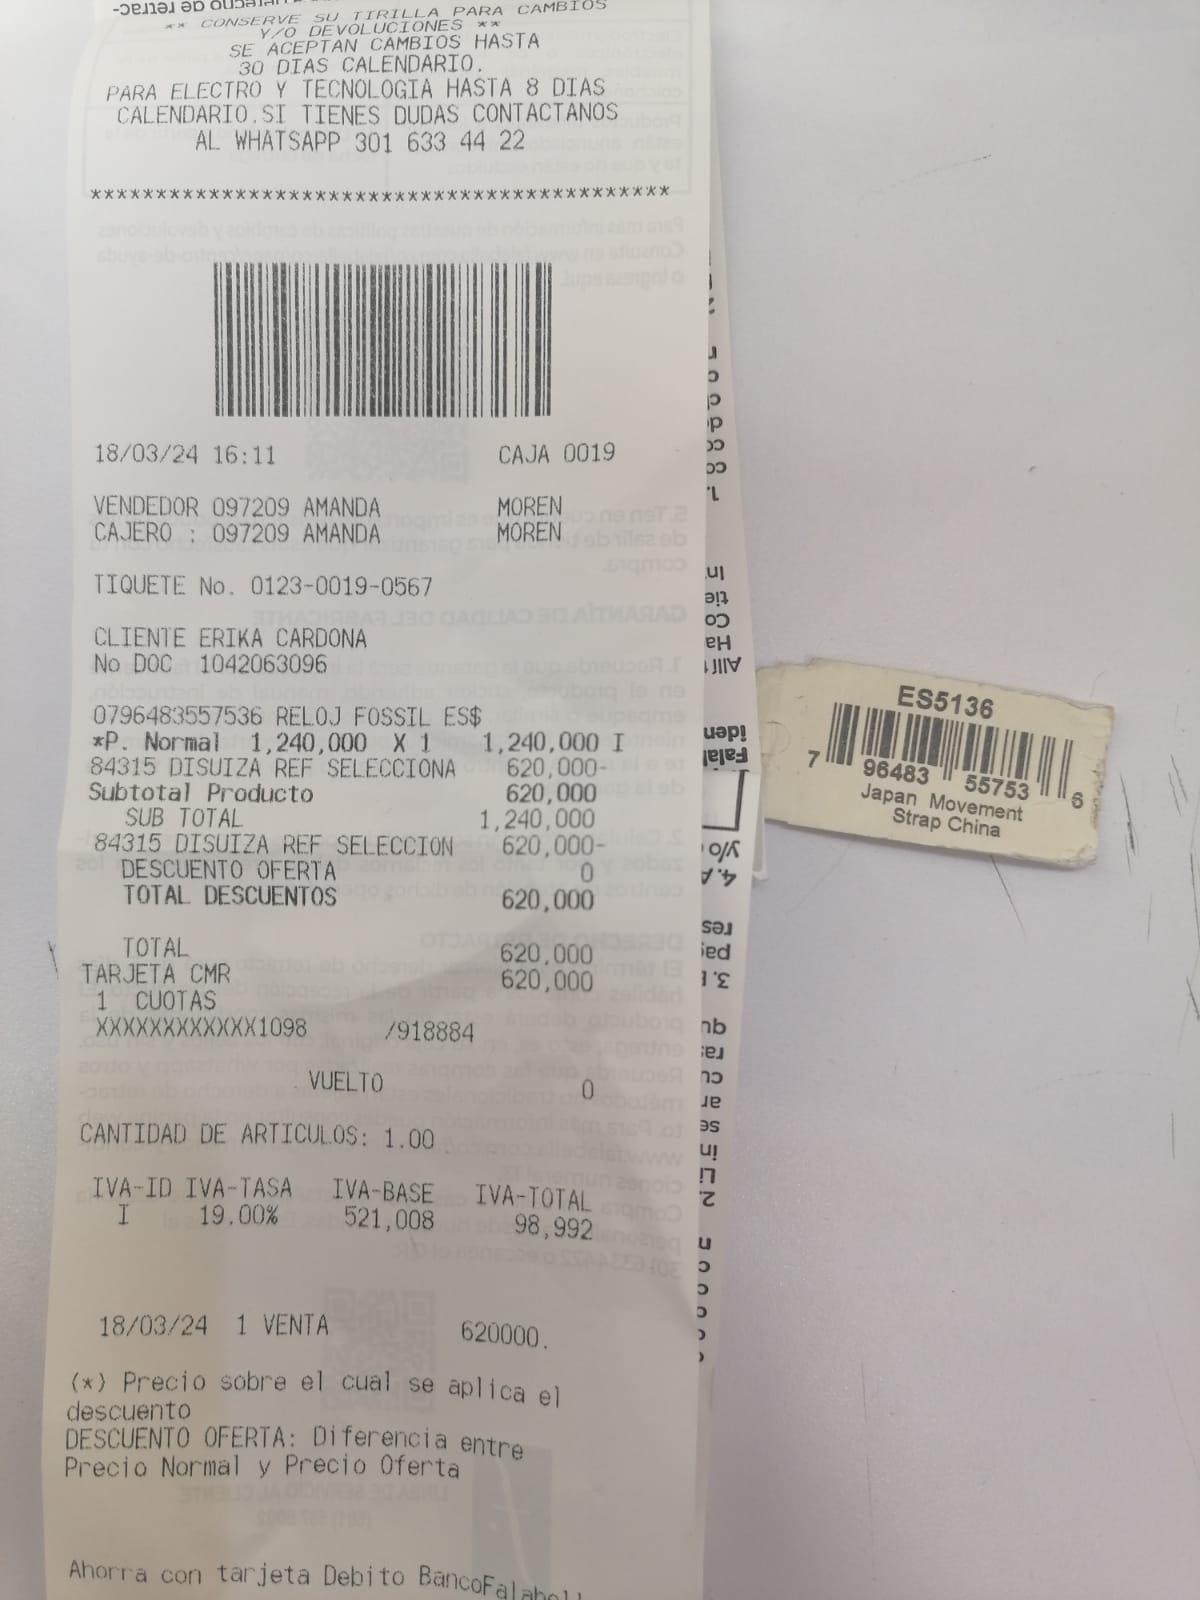 ** CONSERVE SU TIRILLA PARA CAMBIOS
Y/O DEVOLUCIONES **
SE ACEPTAN CAMBIOS HASTA
30 DIAS CALENDARIO.
PARA ELECTRO Y TECNOLOGIA HASTA 8 DIAS
CALENDARIO.SI TIENES DUDAS CONTACTANOS
AL WHATSAPP 301 633 44 22
********************************************
18/03/24 16:11 CAJA 0019
VENDEDOR 097209 AMANDA MOREN
CAJERO : 097209 AMANDA MOREN
TIQUETE No. 0123-0019-0567
CLIENTE ERIKA CARDONA
No DOC 1042063096
0796483557536 RELOJ FOSSIL ES$
*P. Normal 1,240,000 X 1 1,240,000 I
84315 DISUIZA REF SELECCIONA 620,000-
Subtotal Producto 620,000
SUB TOTAL 1,240,000
84315 DISUIZA REF SELECCION 620,000-
DESCUENTO OFERTA 0
TOTAL DESCUENTOS 620,000
TOTAL 620,000
TARJETA CMR 620,000
1 CUOTAS
XXXXXXXXXXXX1098 /918884
VUELTO 0
CANTIDAD DE ARTICULOS: 1.00
IVA-ID IVA-TASA IVA-BASE IVA-TOTAL
I 19.00% 521,008 98,992
18/03/24 1 VENTA 620000.
(*) Precio sobre el cual se aplica el
descuento
DESCUENTO OFERTA: Diferencia entre
Precio Normal y Precio Oferta
Ahorra con tarjeta Debito BancoFalabell
ES5136
7 96483 55753 6
Japan Movement
Strap China